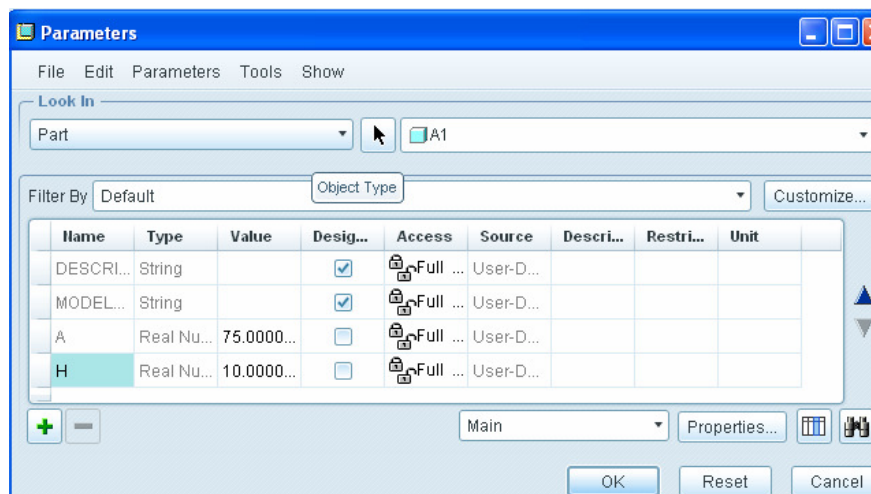 Parameters
File Edit Parameters Tools Show
Look In
Part A1
Object Type
Filter By Default Customize...
Name Type Value Desig... Access Source Descri... Restri... Unit
DESCRI... String Full ... User-D...
MODEL... String Full ... User-D...
A Real Nu... 75.0000... Full ... User-D...
H Real Nu... 10.0000... Full ... User-D...
Main Properties...
OK Reset Cancel